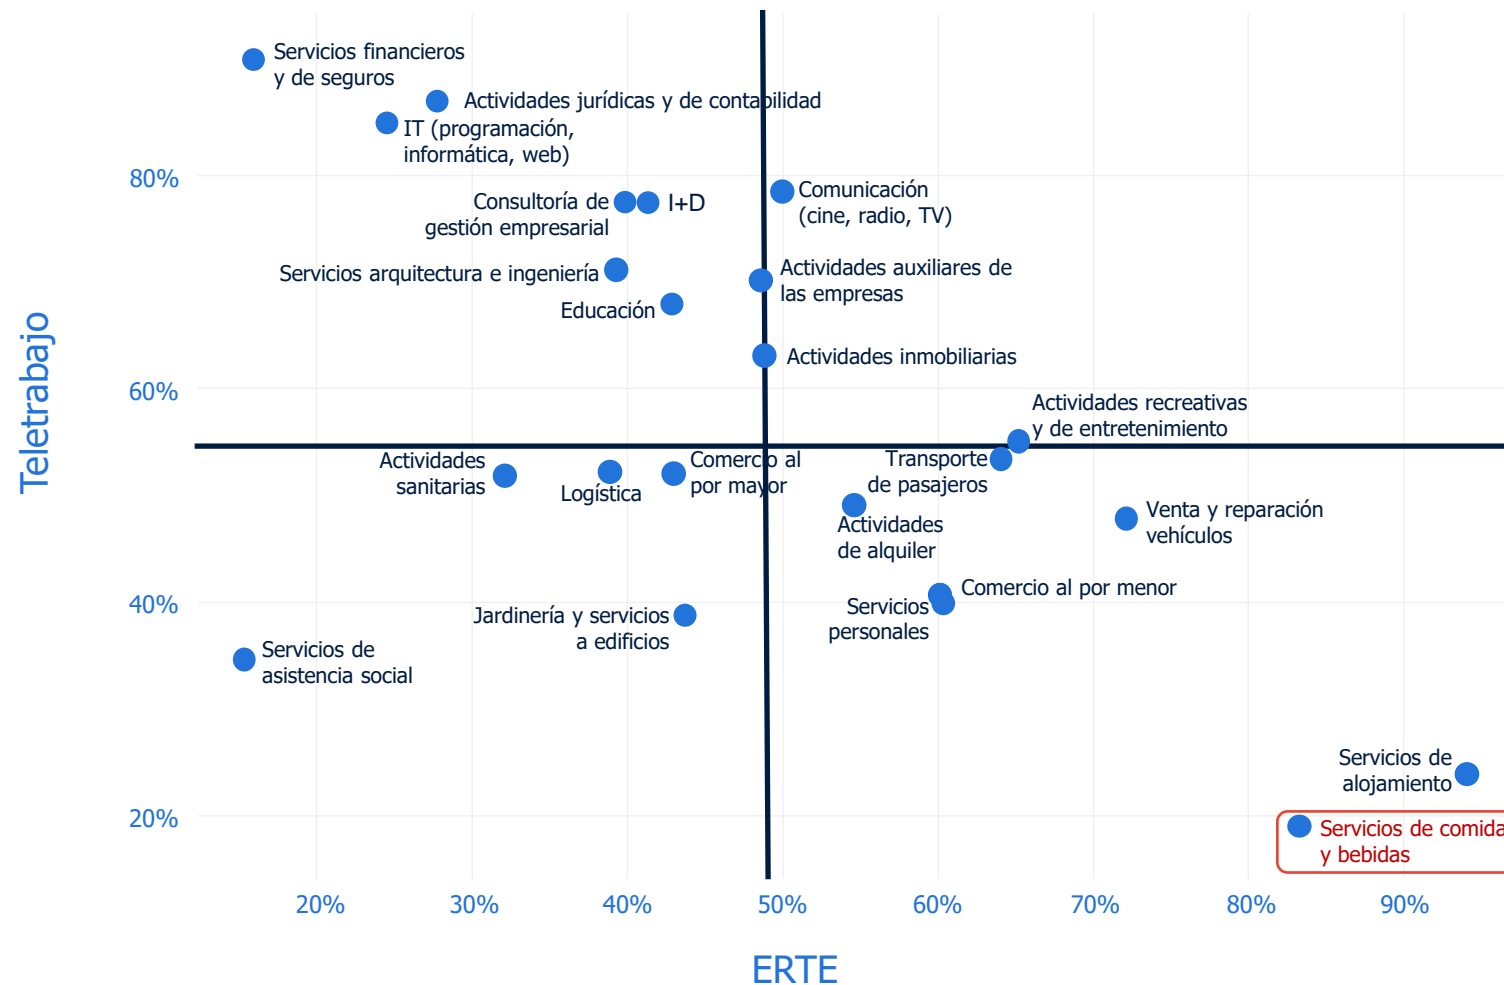 Servicios financieros
y de seguros
Actividades jurídicas y de contabilidad
IT (programación,
informática, web)
80%
Consultoría de
gestión empresarial
I+D
Comunicación
(cine, radio, TV)
Servicios arquitectura e ingeniería
Actividades auxiliares de
las empresas
Educación
Actividades inmobiliarias
Teletrabajo
60%
Actividades recreativas
y de entretenimiento
Actividades
sanitarias
Logística
Comercio al
por mayor
Transporte
de pasajeros
Actividades
de alquiler
Venta y reparación
vehículos
40%
Comercio al por menor
Servicios
personales
Jardinería y servicios
a edificios
Servicios de
asistencia social
Servicios de
alojamiento
20%
Servicios de comida
y bebidas
20%
30%
40%
50%
60%
70%
80%
90%
ERTE